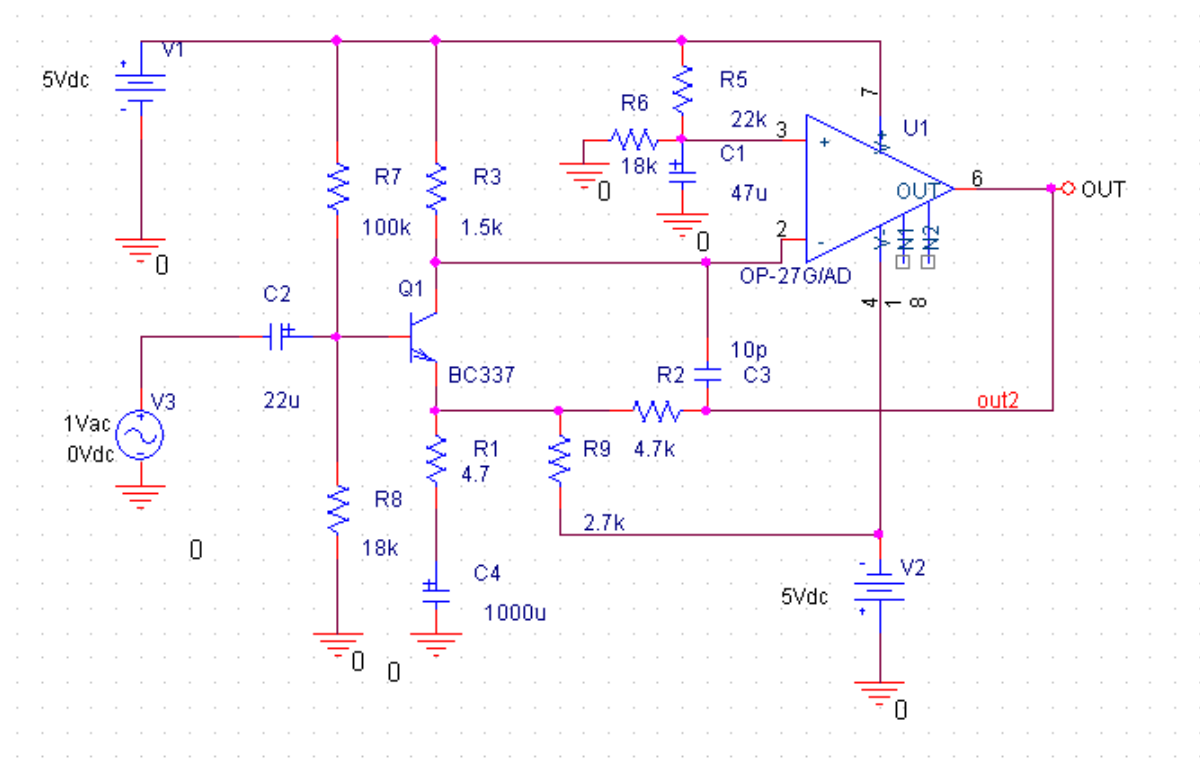 V1
5Vdc
R5
22k
7
R6
18k
0
3
+
U1
V+
C1
47u
0
OUT
6
OUT
2
-
V-
N1
N2
OP-27G/AD
4
1
8
R7
100k
R3
1.5k
0
C2
22u
Q1
BC337
10p
C3
R2
4.7k
out2
V3
1Vac
0Vdc
R1
4.7
R9
2.7k
R8
18k
0
C4
1000u
V2
5Vdc
0
0
0